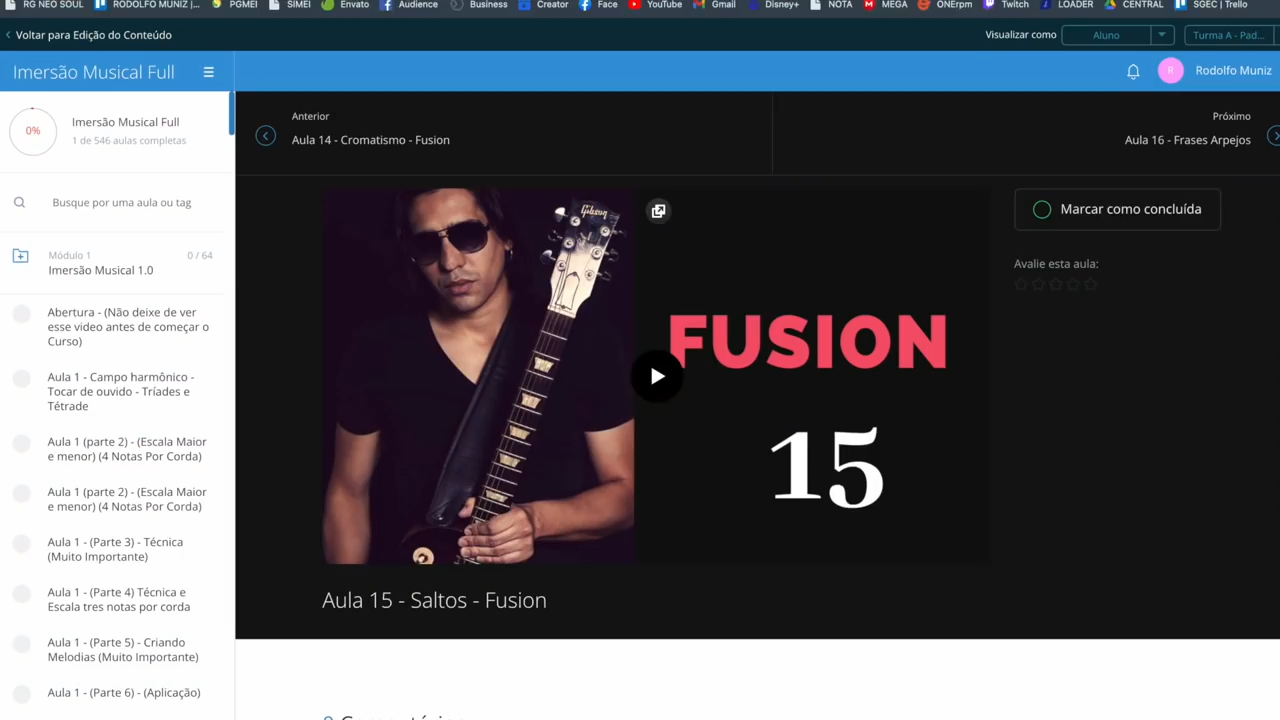 RG NEO SOUL
RODOLFO MUNIZ |...
PGMEI
SIMEI
Envato
Audience
Business
Creator
Face
YouTube
Gmail
Disney+
NOTA
MEGA
ONErpm
Twitch
LOADER
CENTRAL
SGEC | Trello
Voltar para Edição do Conteúdo
Visualizar como
Aluno
Turma A - Pad...
Imersão Musical Full
R
Rodolfo Muniz
0%
Imersão Musical Full
1 de 546 aulas completas
Anterior
Aula 14 - Cromatismo - Fusion
Próximo
Aula 16 - Frases Arpejos
Busque por uma aula ou tag
Módulo 1
0 / 64
Imersão Musical 1.0
Abertura - (Não deixe de ver
esse video antes de começar o
Curso)
Aula 1 - Campo harmônico -
Tocar de ouvido - Tríades e
Tétrade
Aula 1 (parte 2) - (Escala Maior
e menor) (4 Notas Por Corda)
Aula 1 (parte 2) - (Escala Maior
e menor) (4 Notas Por Corda)
Aula 1 - (Parte 3) - Técnica
(Muito Importante)
Aula 1 - (Parte 4) Técnica e
Escala tres notas por corda
Aula 1 - (Parte 5) - Criando
Melodias (Muito Importante)
Aula 1 - (Parte 6) - (Aplicação)
Gibson
FUSION
15
Marcar como concluída
Avalie esta aula:
Aula 15 - Saltos - Fusion